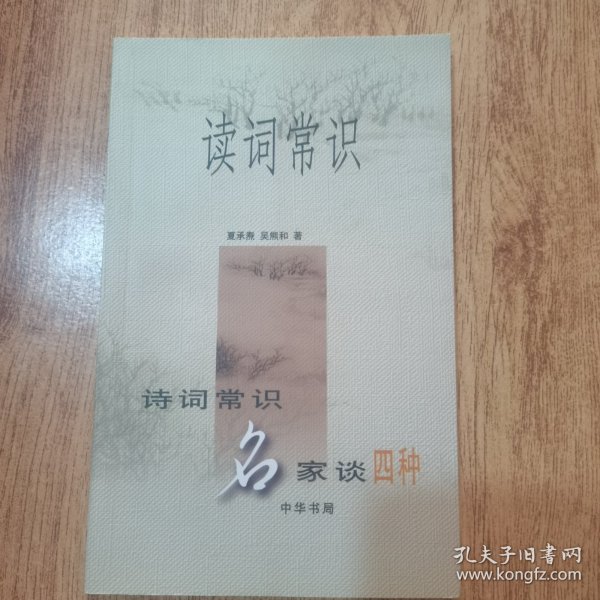 读词常识
夏承焘 吴熊和 著
诗词常识
名家谈四种
中华书局
孔夫子旧书网
www.kongfz.com